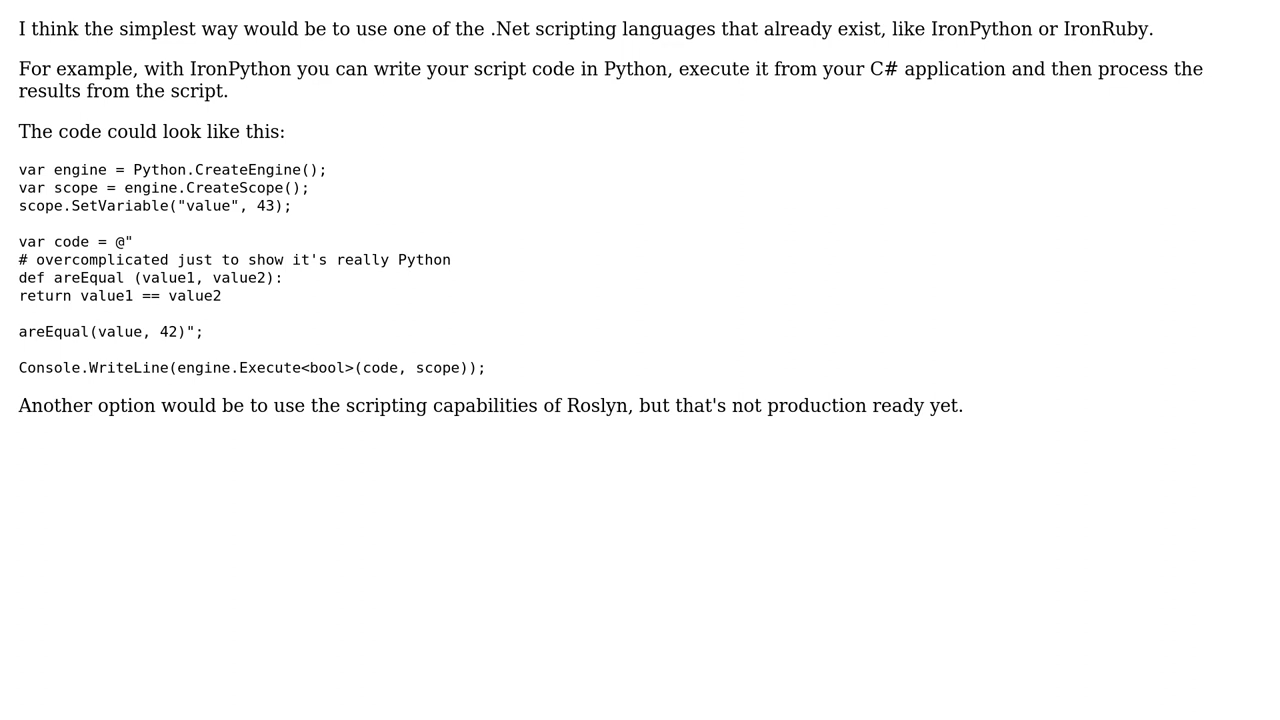 I think the simplest way would be to use one of the .Net scripting languages that already exist, like IronPython or IronRuby.
For example, with IronPython you can write your script code in Python, execute it from your C# application and then process the
results from the script.
The code could look like this:
var engine = Python.CreateEngine();
var scope = engine.CreateScope();
scope.SetVariable("value", 43);
var code = @"
# overcomplicated just to show it's really Python
def areEqual (value1, value2):
return value1 == value2
areEqual(value, 42)";
Console.WriteLine(engine.Execute<bool>(code, scope));
Another option would be to use the scripting capabilities of Roslyn, but that's not production ready yet.